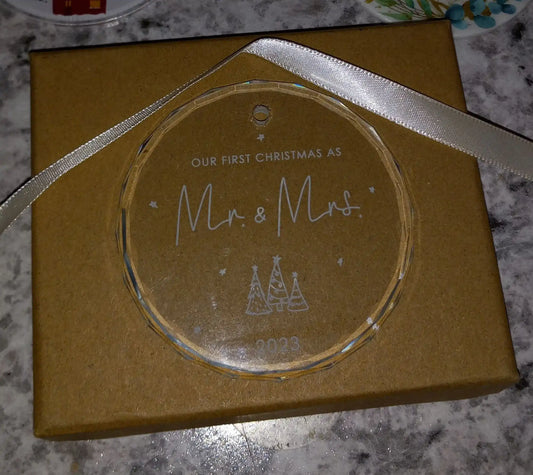 OUR FIRST CHRISTMAS AS
Mr. & Mrs.
2023